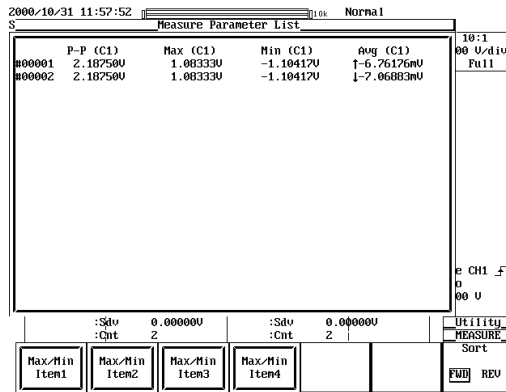 2000/10/31 11:57:52 10k Normal
S Measure Parameter List
10:1
P-P (C1) Max (C1) Min (C1) Avg (C1) 00 V/div
#00001 2.18750V 1.08333V -1.10417V ↑-6.76176mV Full
#00002 2.18750V 1.08333V -1.10417V ↓-7.06883mV
e CH1
o
00 V
:Sdv 0.00000V :Sdv 0.00000V Utility
:Cnt 2 :Cnt 2 MEASURE
Sort
Max/Min Max/Min Max/Min Max/Min
Item1 Item2 Item3 Item4 FWD REV